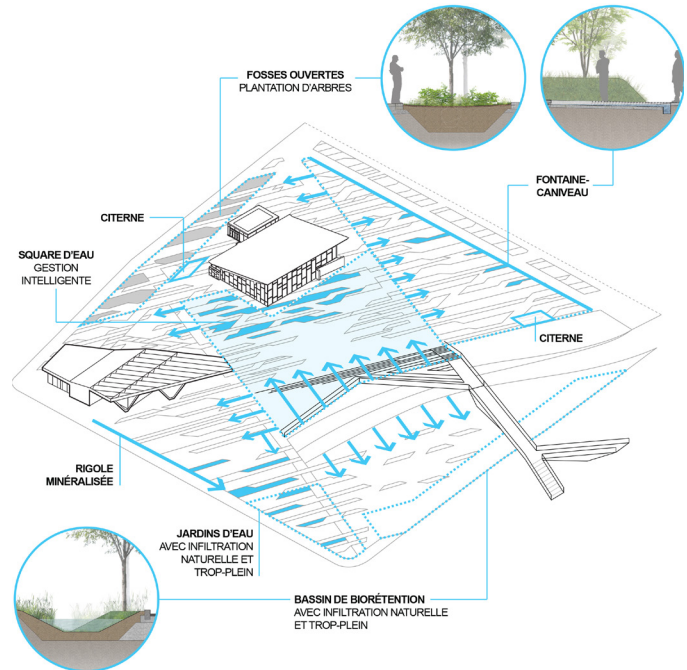 FOSSES OUVERTES
PLANTATION D'ARBRES
FONTAINE-
CANIVEAU
CITERNE
SQUARE D'EAU
GESTION
INTELLIGENTE
CITERNE
RIGOLE
MINÉRALISÉE
JARDINS D'EAU
AVEC INFILTRATION
NATURELLE ET
TROP-PLEIN
BASSIN DE BIORÉTENTION
AVEC INFILTRATION NATURELLE
ET TROP-PLEIN